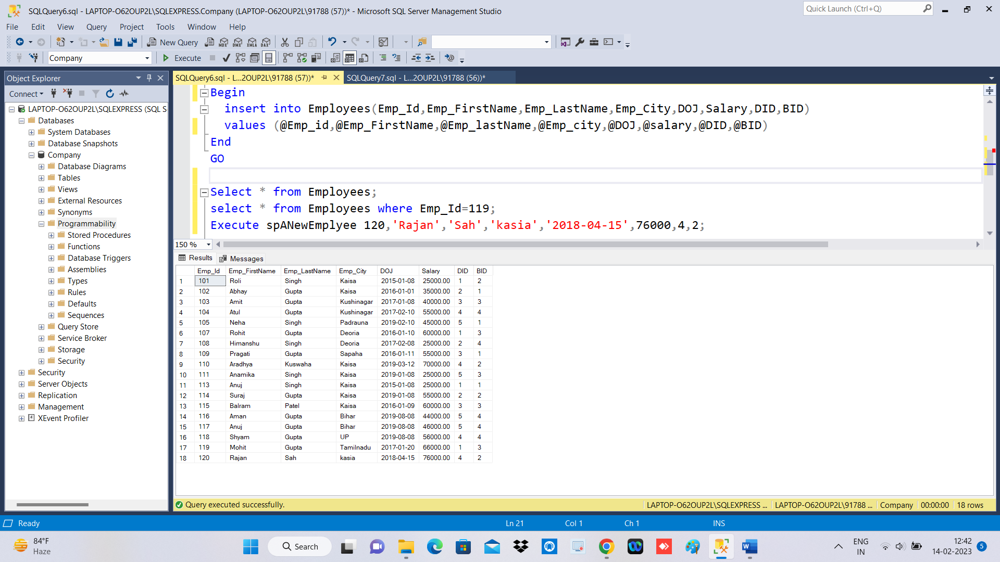 SQLQuery6.sql - LAPTOP-O62OUP2L\SQLEXPRESS.Company (LAPTOP-O62OUP2L\91788 (57))* - Microsoft SQL Server Management Studio
Quick Launch (Ctrl+Q)
File Edit View Query Project Tools Window Help
New Query MDX DMX XMLA DAX
Company Execute
Object Explorer
Connect
LAPTOP-O62OUP2L\SQLEXPRESS (SQL S
Databases
System Databases
Database Snapshots
Company
Database Diagrams
Tables
Views
External Resources
Synonyms
Programmability
Stored Procedures
Functions
Database Triggers
Assemblies
Types
Rules
Defaults
Sequences
Query Store
Service Broker
Storage
Security
Security
Server Objects
Replication
Management
XEvent Profiler
SQLQuery6.sql - L...2OUP2L\91788 (57))* SQLQuery7.sql - L...2OUP2L\91788 (56))*
Begin
insert into Employees(Emp_Id,Emp_FirstName,Emp_LastName,Emp_City,DOJ,Salary,DID,BID)
values (@Emp_id,@Emp_FirstName,@Emp_lastName,@Emp_city,@DOJ,@salary,@DID,@BID)
End
GO
Select * from Employees;
select * from Employees where Emp_Id=119;
Execute spANewEmplyee 120,'Rajan','Sah','kasia','2018-04-15',76000,4,2;
150 %
Results Messages
Emp_Id Emp_FirstName Emp_LastName Emp_City DOJ Salary DID BID
1 101 Roli Singh Kaisa 2015-01-08 25000.00 1 2
2 102 Abhay Gupta Kaisa 2016-01-01 35000.00 2 1
3 103 Amit Gupta Kushinagar 2017-01-08 40000.00 3 3
4 104 Atul Gupta Kushinagar 2017-02-10 55000.00 4 4
5 105 Neha Singh Padrauna 2019-02-10 45000.00 5 1
6 107 Rohit Gupta Deoria 2016-01-10 60000.00 1 3
7 108 Himanshu Singh Deoria 2017-02-08 25000.00 2 4
8 109 Pragati Gupta Sapaha 2016-01-11 55000.00 3 1
9 110 Aradhya Kuswaha Kaisa 2019-03-12 70000.00 4 2
10 111 Anamika Singh Kaisa 2019-01-08 25000.00 5 3
11 113 Anuj Singh Kaisa 2015-01-08 25000.00 1 1
12 114 Suraj Gupta Kaisa 2019-01-08 55000.00 2 2
13 115 Balram Patel Kaisa 2016-01-09 60000.00 3 3
14 116 Aman Gupta Bihar 2019-08-08 44000.00 5 4
15 117 Anuj Gupta Bihar 2019-08-08 46000.00 5 4
16 118 Shyam Gupta UP 2019-08-08 56000.00 4 4
17 119 Mohit Gupta Tamilnadu 2017-01-20 66000.00 1 3
18 120 Rajan Sah kasia 2018-04-15 76000.00 4 2
Query executed successfully. LAPTOP-O62OUP2L\SQLEXPRESS ... LAPTOP-O62OUP2L\91788 ... Company 00:00:00 18 rows
Ready Ln 21 Col 1 Ch 1 INS
84°F
Haze
Search
ENG
IN
12:42
14-02-2023
5